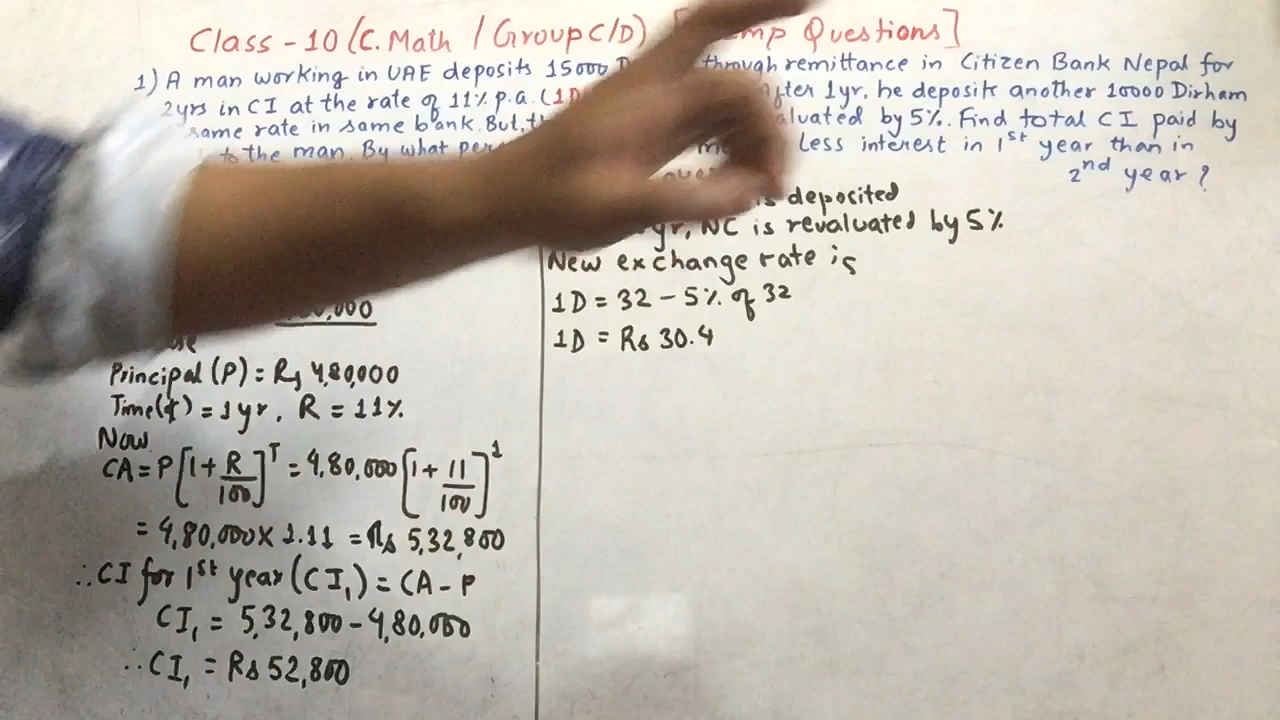 Class - 10 (C. Math / Group C/D) Questions]
1) A man working in UAE deposits 15000 through remittance in Citizen Bank Nepal for
2yrs in CI at the rate of 11% p.a. (1D 1yr, he deposits another 10000 Dirham
same rate in same bank. But, by 5%. Find total CI paid by
to the man. By what less interest in 1st year than in
2nd year?
Principal (P) = Rs 4,80,000
Time(t) = 1yr, R = 11%
Now
CA = P[1+R/100]^T = 4,80,000[1+11/100]^1
= 4,80,000 x 1.11 = Rs 5,32,800
∴ CI for 1st year (CI₁) = CA - P
CI₁ = 5,32,800 - 4,80,000
∴ CI₁ = Rs 52,800
is deposited
yr, NC is revaluated by 5%
New exchange rate is
1D = 32 - 5% of 32
1D = Rs 30.4